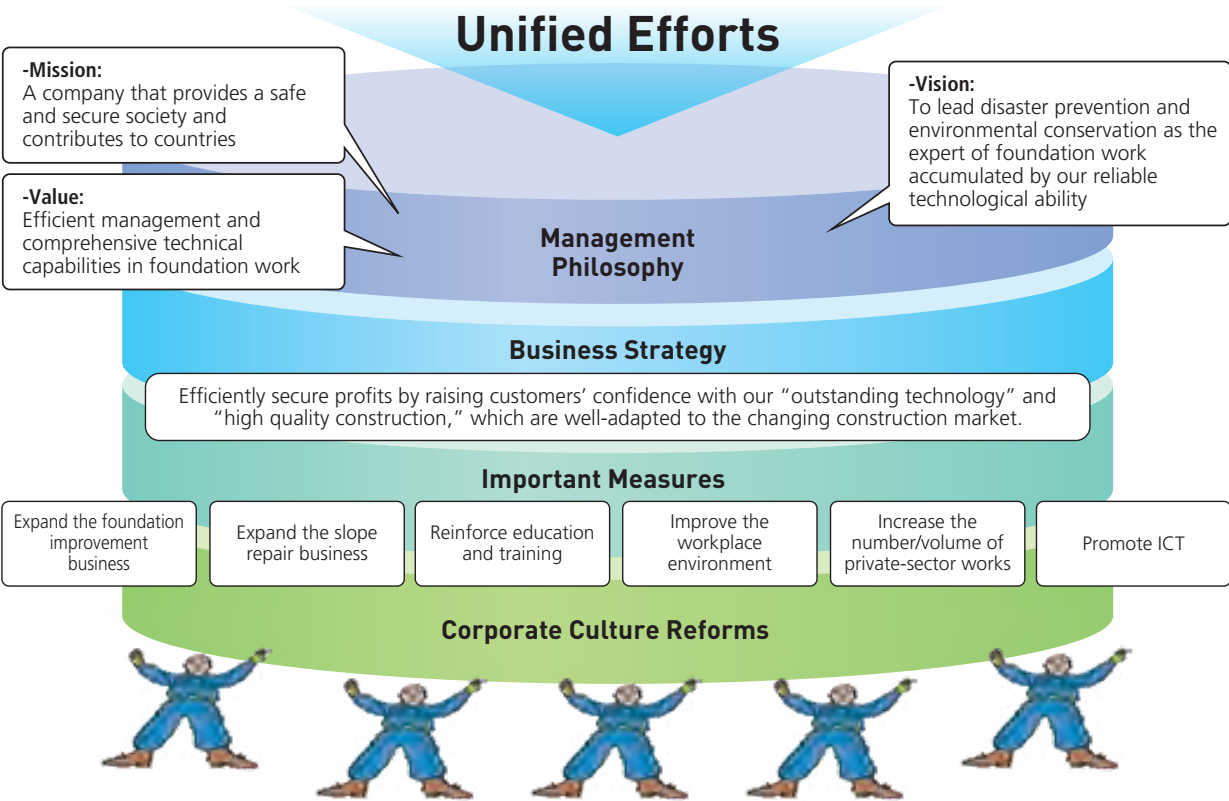 Unified Efforts
-Mission:
A company that provides a safe
and secure society and
contributes to countries
-Value:
Efficient management and
comprehensive technical
capabilities in foundation work
-Vision:
To lead disaster prevention and
environmental conservation as the
expert of foundation work
accumulated by our reliable
technological ability
Management
Philosophy
Business Strategy
Efficiently secure profits by raising customers’ confidence with our “outstanding technology” and
“high quality construction,” which are well-adapted to the changing construction market.
Important Measures
Expand the foundation
improvement
business
Expand the slope
repair business
Reinforce education
and training
Improve the
workplace
environment
Increase the
number/volume of
private-sector works
Promote ICT
Corporate Culture Reforms